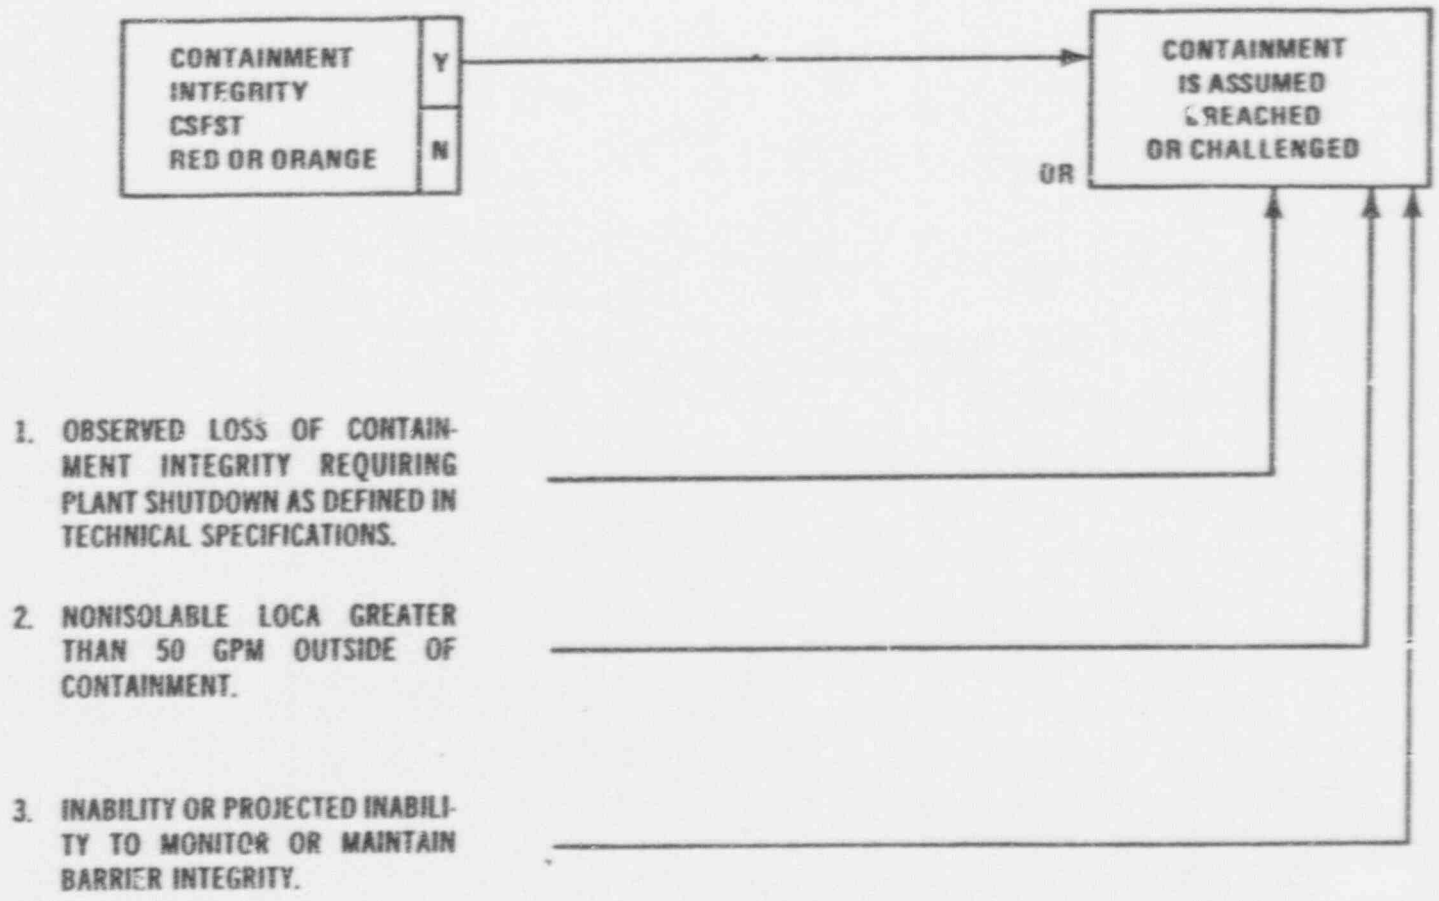 CONTAINMENT
INTEGRITY
CSFST
RED OR ORANGE
Y
N
CONTAINMENT
IS ASSUMED
BREACHED
OR CHALLENGED
OR
1. OBSERVED LOSS OF CONTAIN-
MENT INTEGRITY REQUIRING
PLANT SHUTDOWN AS DEFINED IN
TECHNICAL SPECIFICATIONS.
2. NONISOLABLE LOCA GREATER
THAN 50 GPM OUTSIDE OF
CONTAINMENT.
3. INABILITY OR PROJECTED INABILI-
TY TO MONITOR OR MAINTAIN
BARRIER INTEGRITY.